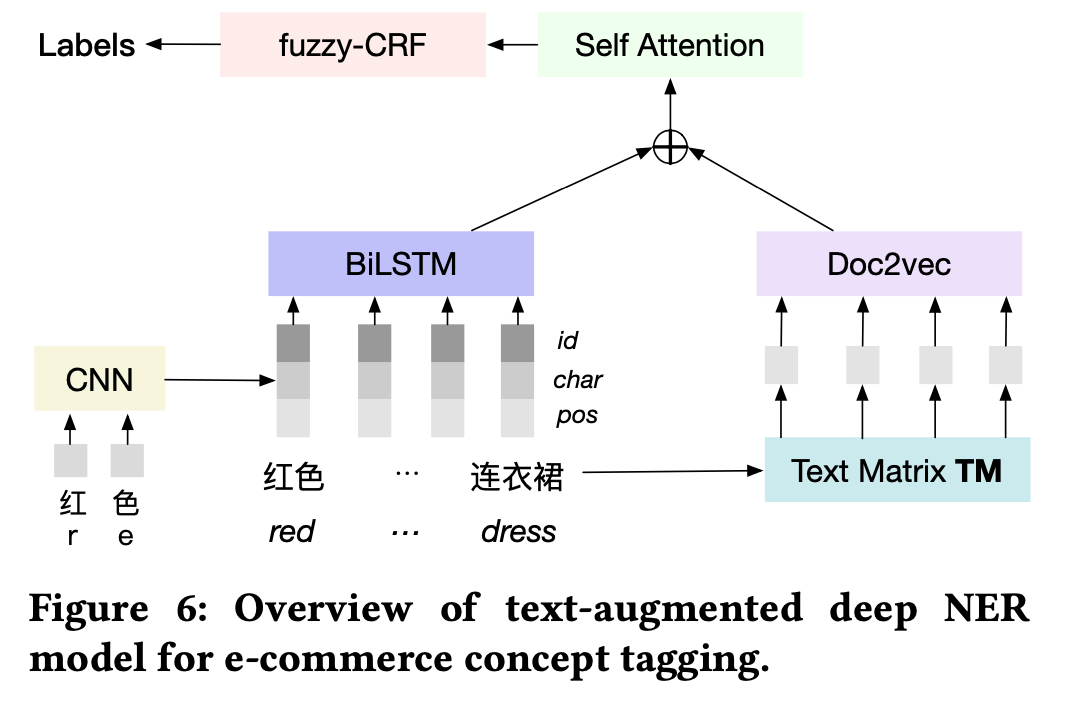 Labels fuzzy-CRF Self Attention
BiLSTM Doc2vec
id
CNN char
pos
红色 … 连衣裙 Text Matrix TM
红 色
r e red … dress
Figure 6: Overview of text-augmented deep NER
model for e-commerce concept tagging.